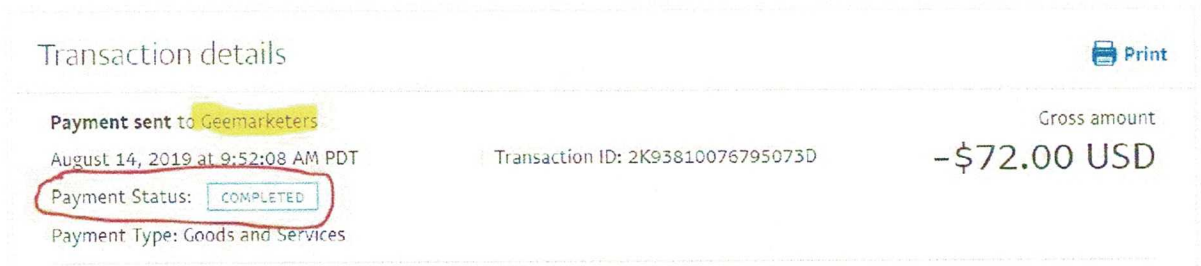 Transaction details
Print
Payment sent to Geemarketers
Gross amount
August 14, 2019 at 9:52:08 AM PDT
Transaction ID: 2K93810076795073D
-$72.00 USD
Payment Status: COMPLETED
Payment Type: Goods and Services